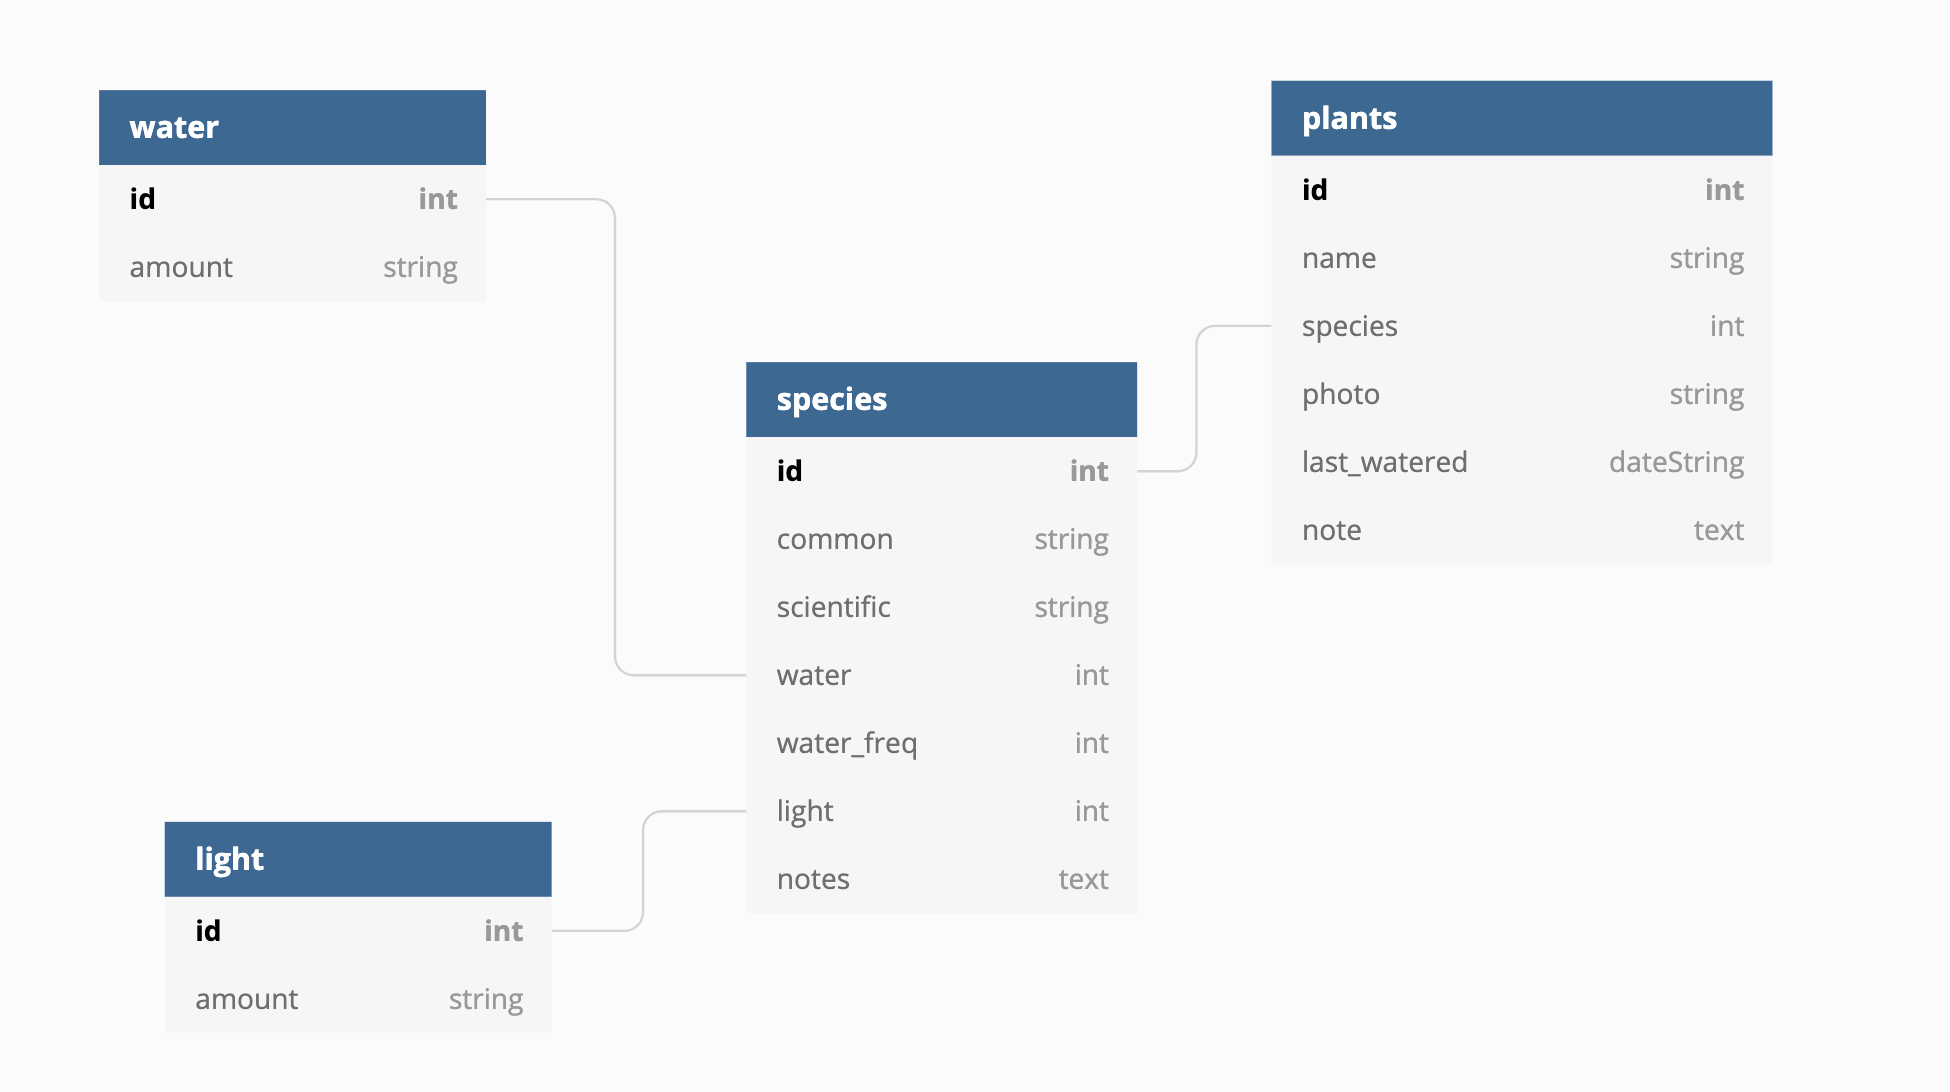 water
id int
amount string
plants
id int
name string
species int
photo string
last_watered dateString
note text
species
id int
common string
scientific string
water int
water_freq int
light int
notes text
light
id int
amount string